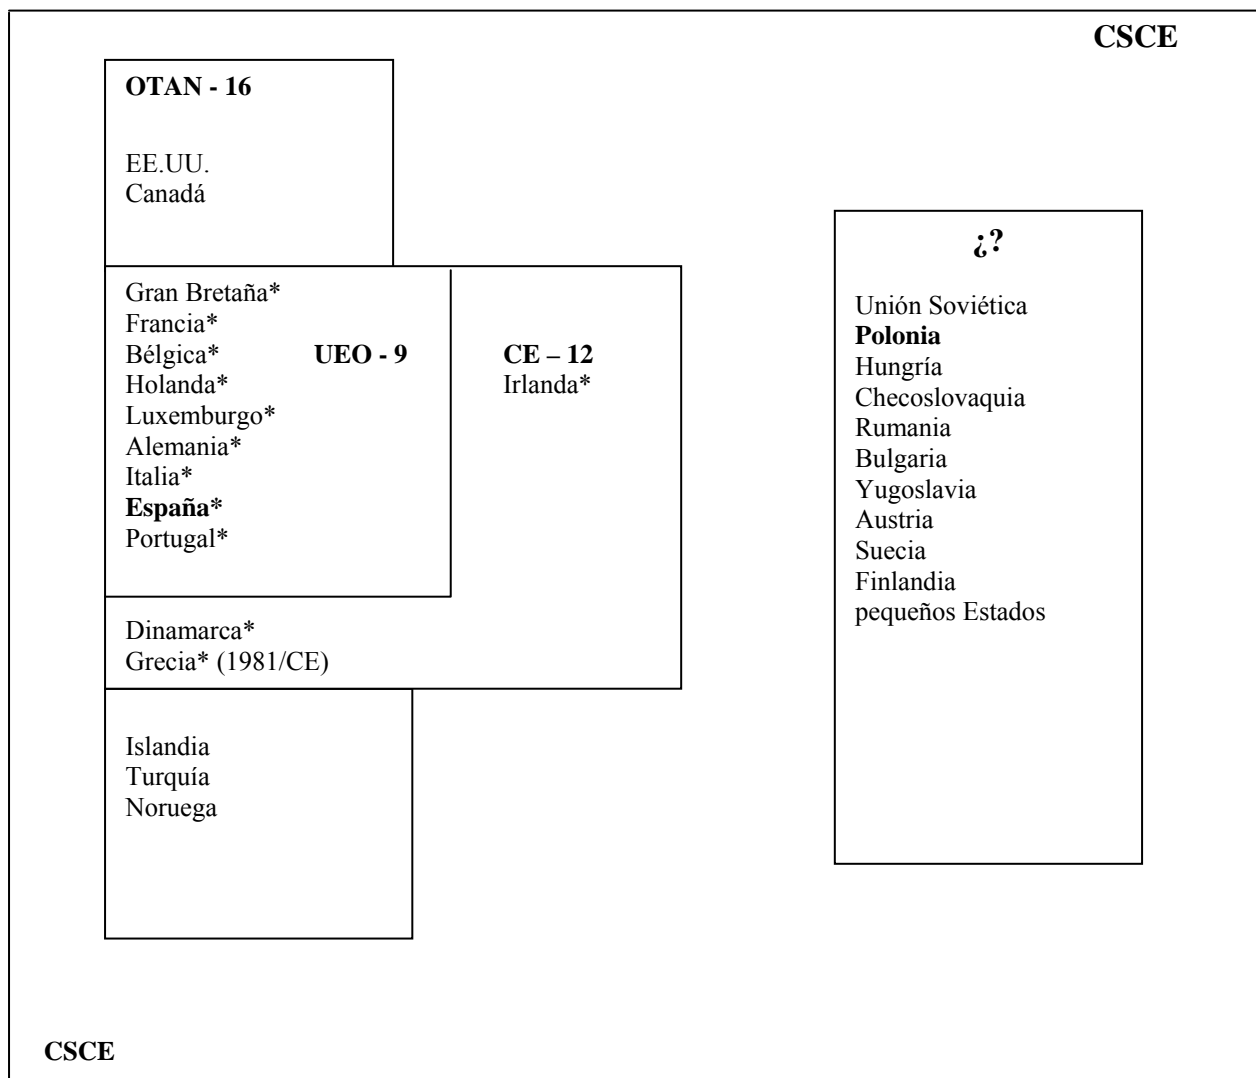 CSCE
OTAN - 16
EE.UU.
Canadá
Gran Bretaña*
Francia*
Bélgica*
UEO - 9
Holanda*
Luxemburgo*
Alemania*
Italia*
España*
Portugal*
CE – 12
Irlanda*
Dinamarca*
Grecia* (1981/CE)
Islandia
Turquía
Noruega
¿?
Unión Soviética
Polonia
Hungría
Checoslovaquia
Rumania
Bulgaria
Yugoslavia
Austria
Suecia
Finlandia
pequeños Estados
CSCE